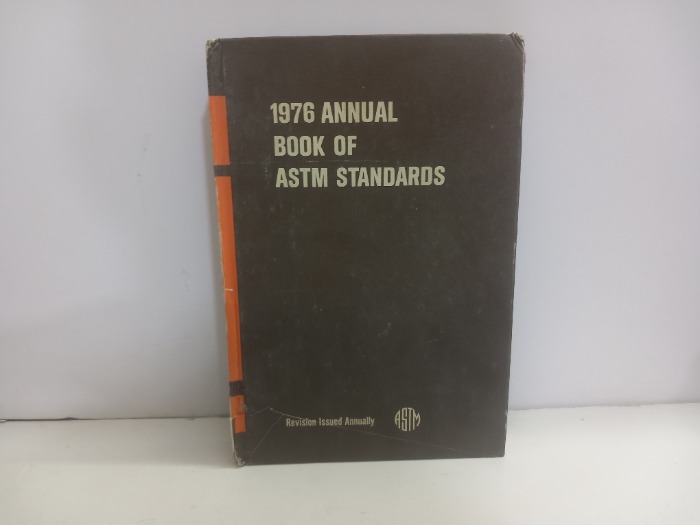 1976 ANNUAL
BOOK OF
ASTM STANDARDS
Revision Issued Annually
ASTM